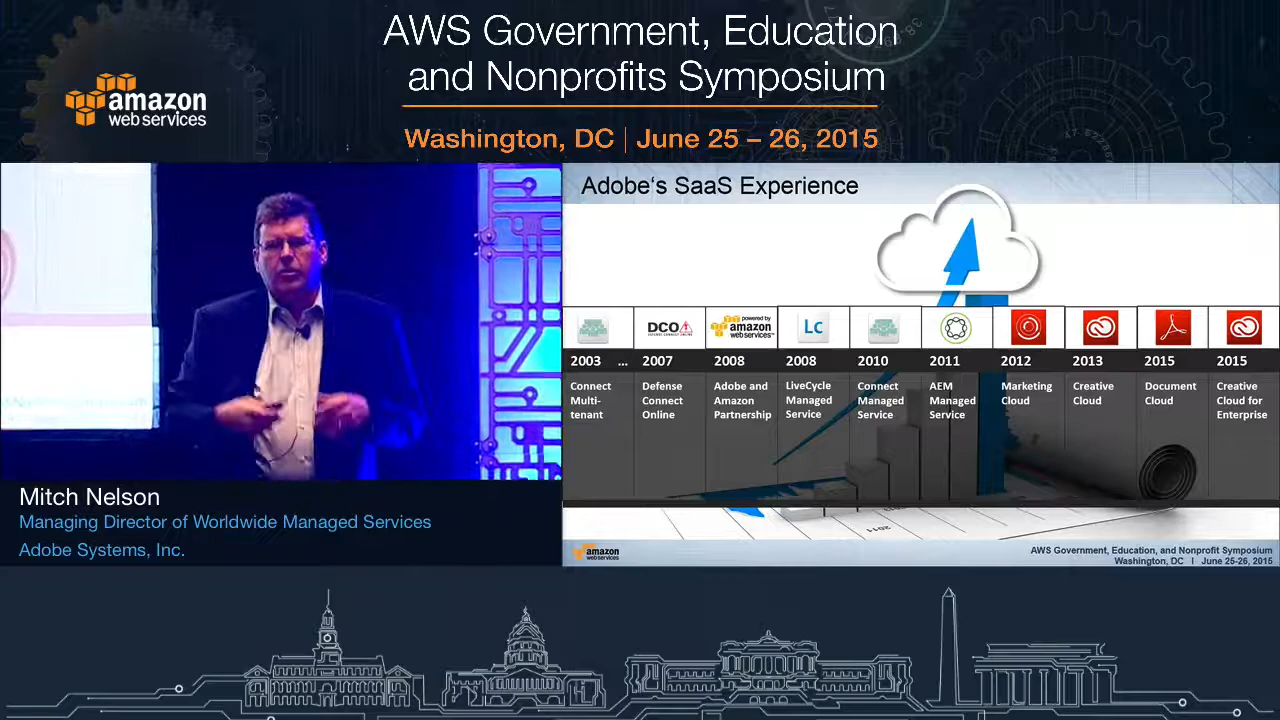 AWS Government, Education
and Nonprofits Symposium
amazon
web services
Washington, DC | June 25 – 26, 2015
Adobe's SaaS Experience
DCO
powered by
amazon
web services
Lc
2003 ...
2007
2008
2008
2010
2011
2012
2013
2015
2015
Connect
Multi-
tenant
Defense
Connect
Online
Adobe and
Amazon
Partnership
LiveCycle
Managed
Service
Connect
Managed
Service
AEM
Managed
Service
Marketing
Cloud
Creative
Cloud
Document
Cloud
Creative
Cloud for
Enterprise
2011
Mitch Nelson
Managing Director of Worldwide Managed Services
Adobe Systems, Inc.
amazon
web services
AWS Government, Education, and Nonprofit Symposium
Washington, DC | June 25-26, 2015